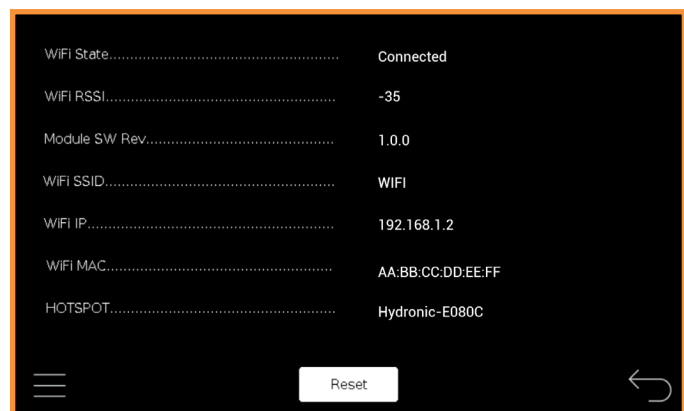 WiFi State.................................................... Connected
WiFi RSSI.................................................... -35
Module SW Rev.......................................... 1.0.0
WiFi SSID.................................................... WIFI
WiFi IP........................................................ 192.168.1.2
WiFi MAC................................................... AA:BB:CC:DD:EE:FF
HOTSPOT................................................... Hydronic-E080C
Reset